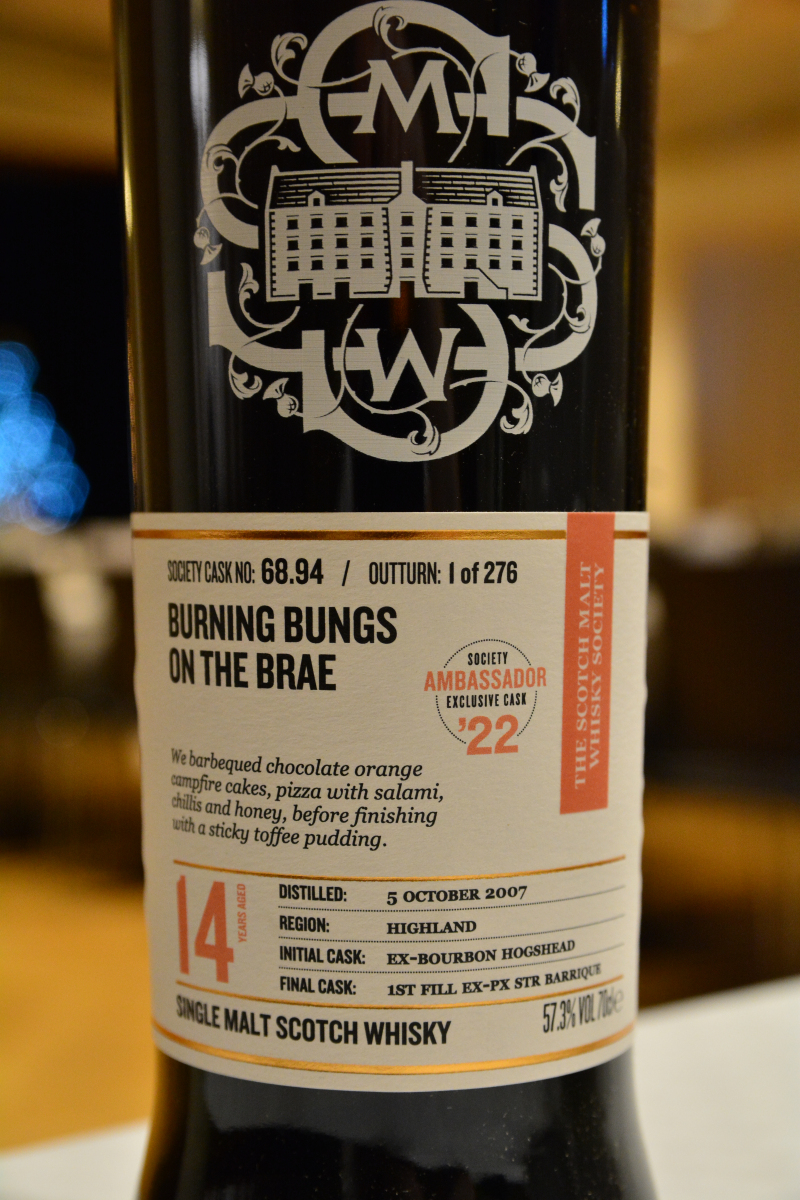 M
W
SOCIETY CASK NO: 68.94 / OUTTURN: 1 of 276
BURNING BUNGS
ON THE BRAE
SOCIETY
AMBASSADOR
EXCLUSIVE CASK
'22
THE SCOTCH MALT
WHISKY SOCIETY
We barbequed chocolate orange
campfire cakes, pizza with salami,
chillis and honey, before finishing
with a sticky toffee pudding.
14
YEARS AGED
DISTILLED: 5 OCTOBER 2007
REGION: HIGHLAND
INITIAL CASK: EX-BOURBON HOGSHEAD
FINAL CASK: 1ST FILL EX-PX STR BARRIQUE
SINGLE MALT SCOTCH WHISKY
57.3% VOL 70cl e